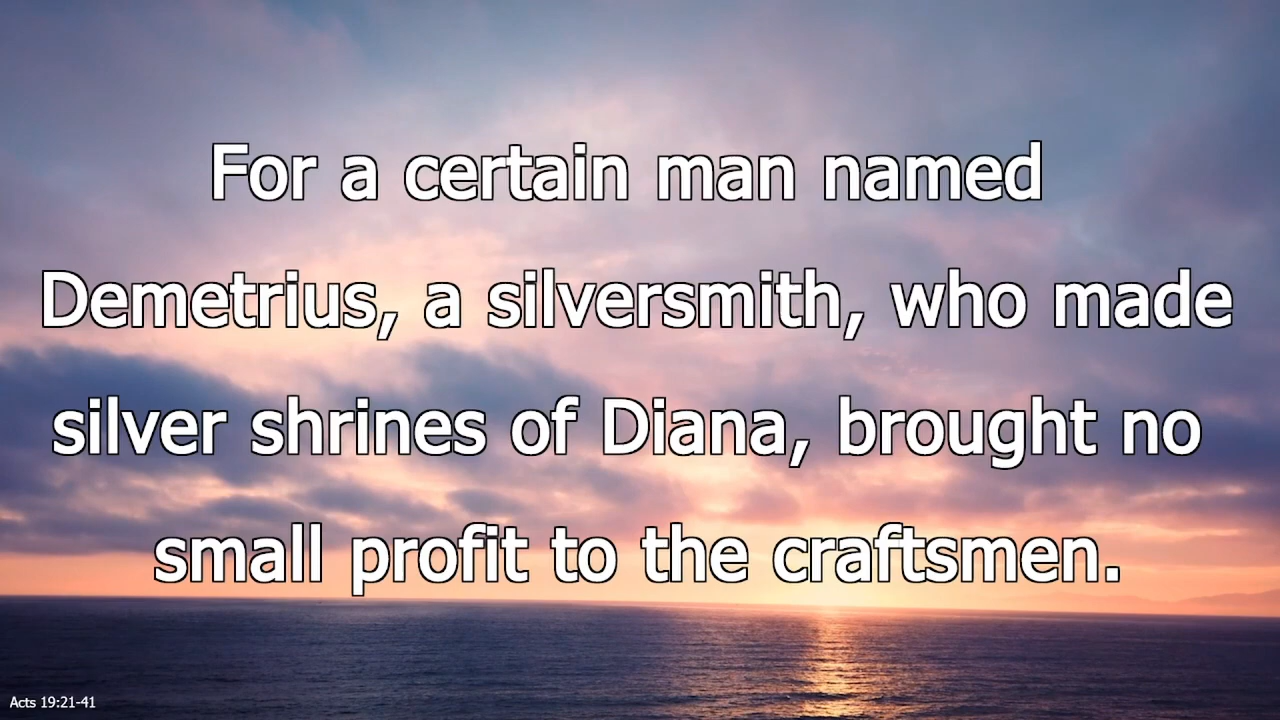 For a certain man named
Demetrius, a silversmith, who made
silver shrines of Diana, brought no
small profit to the craftsmen.
Acts 19:21-41